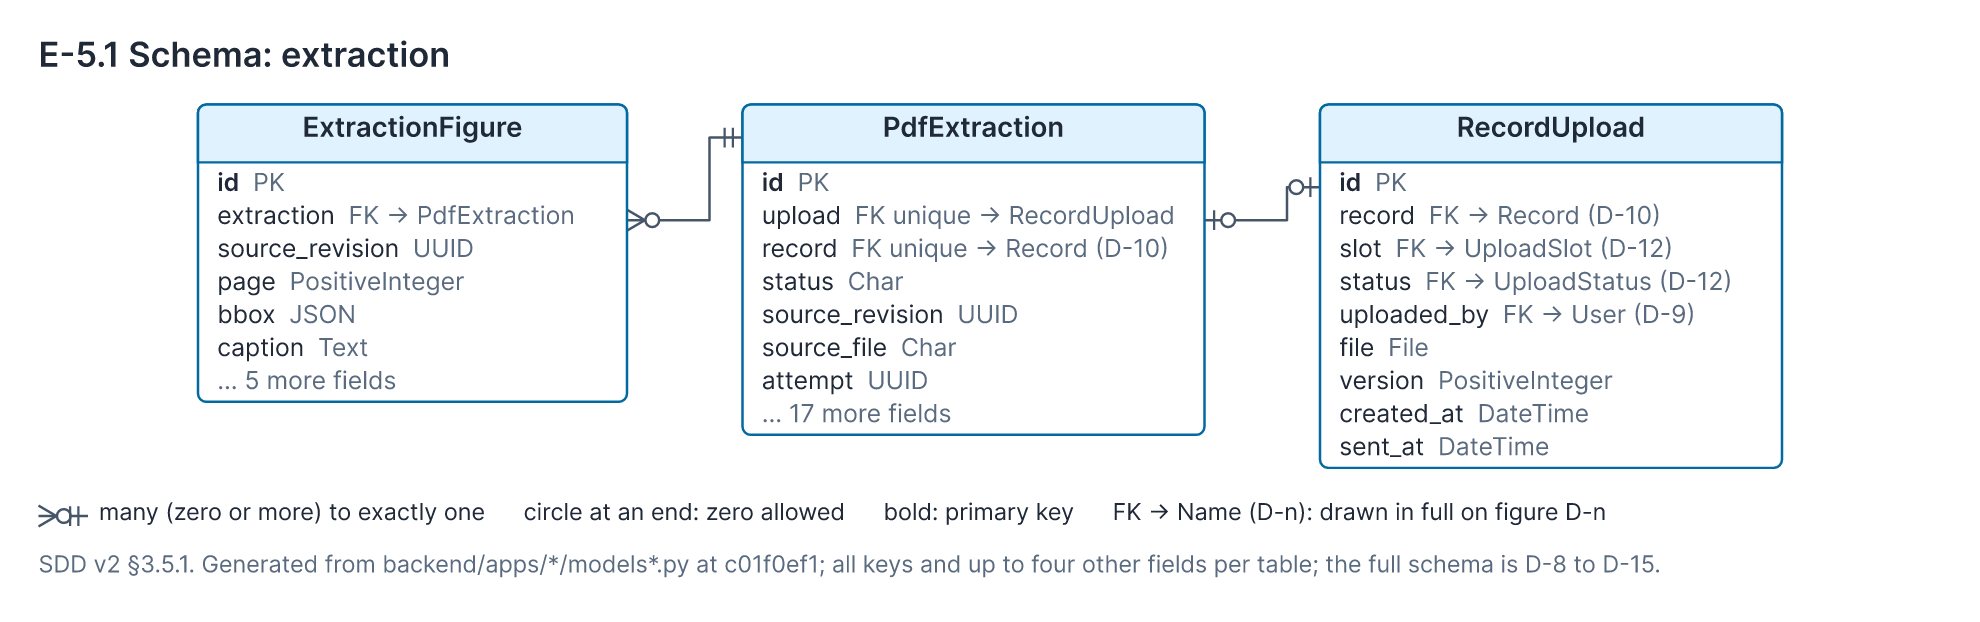 E-5.1 Schema: extraction
ExtractionFigure
id PK
extraction FK → PdfExtraction
source_revision UUID
page PositiveInteger
bbox JSON
caption Text
... 5 more fields
PdfExtraction
id PK
upload FK unique → RecordUpload
record FK unique → Record (D-10)
status Char
source_revision UUID
source_file Char
attempt UUID
... 17 more fields
RecordUpload
id PK
record FK → Record (D-10)
slot FK → UploadSlot (D-12)
status FK → UploadStatus (D-12)
uploaded_by FK → User (D-9)
file File
version PositiveInteger
created_at DateTime
sent_at DateTime
many (zero or more) to exactly one circle at an end: zero allowed bold: primary key FK → Name (D-n): drawn in full on figure D-n
SDD v2 §3.5.1. Generated from backend/apps/*/models*.py at c01f0ef1; all keys and up to four other fields per table; the full schema is D-8 to D-15.